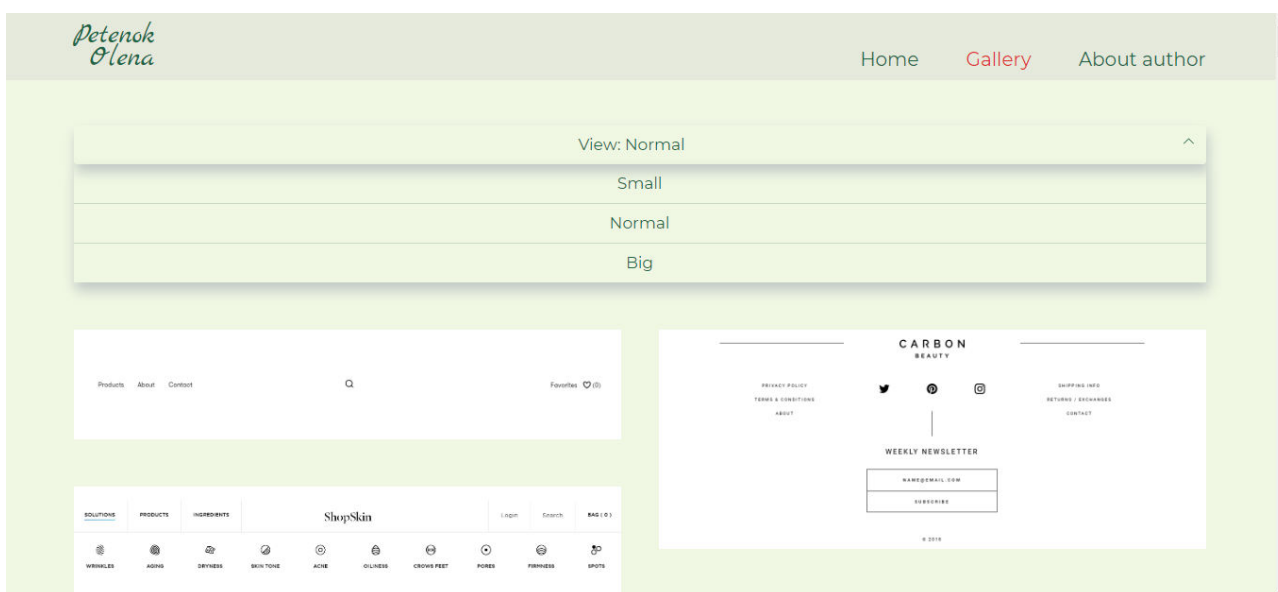 Petenok
Olena
Home Gallery About author
View: Normal
Small
Normal
Big
Products About Contact Favorites (0)
CARBON
BEAUTY
PRIVACY POLICY
TERMS & CONDITIONS
ABOUT
SHIPPING INFO
RETURNS / EXCHANGES
CONTACT
WEEKLY NEWSLETTER
NAME@EMAIL.COM
SUBSCRIBE
© 2019
SOLUTIONS PRODUCTS INGREDIENTS ShopSkin Login Search BAG ( 0 )
WRINKLES AGING DRYNESS SKIN TONE ACNE OILINESS CROWS FEET PORES FIRMNESS SPOTS